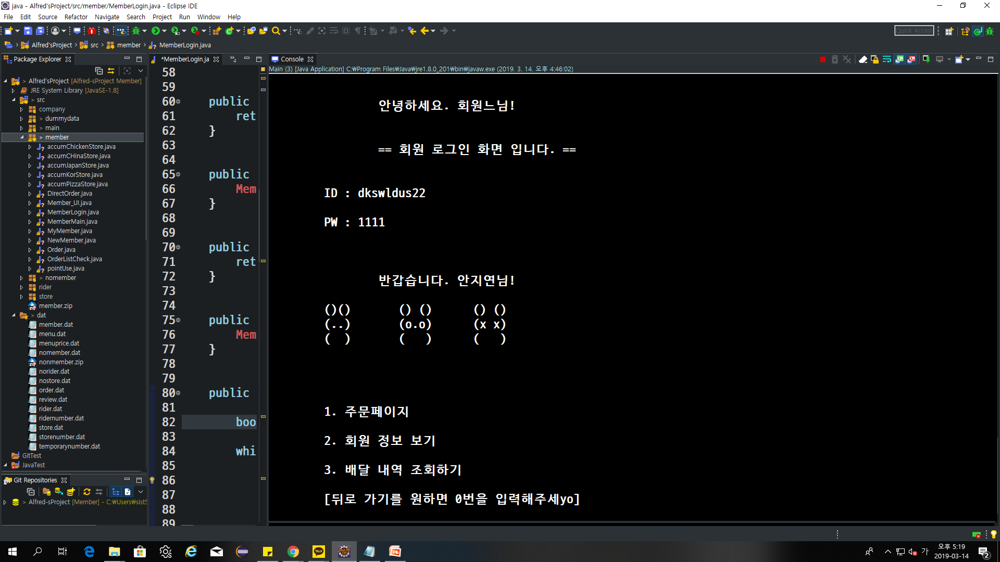 java - Alfred'sProject/src/member/MemberLogin.java - Eclipse IDE
File Edit Source Refactor Navigate Search Project Run Window Help
Quick Access
Alfred'sProject > src > member > MemberLogin.java
Package Explorer
> Alfred'sProject [Alfred-sProject Member]
JRE System Library [JavaSE-1.8]
> src
company
> dummydata
> main
> member
accumChickenStore.java
accumCHinaStore.java
accumJapanStore.java
accumKorStore.java
accumPizzaStore.java
DirectOrder.java
Member_UI.java
MemberLogin.java
MemberMain.java
MyMember.java
NewMember.java
Order.java
OrderListCheck.java
pointUse.java
> nomember
rider
store
member.zip
> dat
member.dat
menu.dat
menuprice.dat
nomember.dat
nonmember.zip
norider.dat
nostore.dat
order.dat
review.dat
rider.dat
ridernumber.dat
store.dat
storenumber.dat
temporarynumber.dat
GitTest
JavaTest
Git Repositories
> Alfred-sProject [Member] - C:₩Users₩sist5
*MemberLogin.ja
»4
58
59
60 public
61 ret
62 }
63
64
65 public
66 Mem
67 }
68
69
70 public
71 ret
72 }
73
74
75 public
76 Mem
77 }
78
79
80 public
81
82 boo
83
84 whi
85
86
87
88
89
Console
Main (3) [Java Application] C:₩Program Files₩Java₩jre1.8.0_201₩bin₩javaw.exe (2019. 3. 14. 오후 4:46:02)
안녕하세요. 회원느님!
== 회원 로그인 화면 입니다. ==
ID : dkswldus22
PW : 1111
반갑습니다. 안지연님!
()() () () () ()
(..) (o.o) (x x)
( ) ( ) ( )
1. 주문페이지
2. 회원 정보 보기
3. 배달 내역 조회하기
[뒤로 가기를 원하면 0번을 입력해주세yo]
TALK
가
오후 5:19
2019-03-14
2